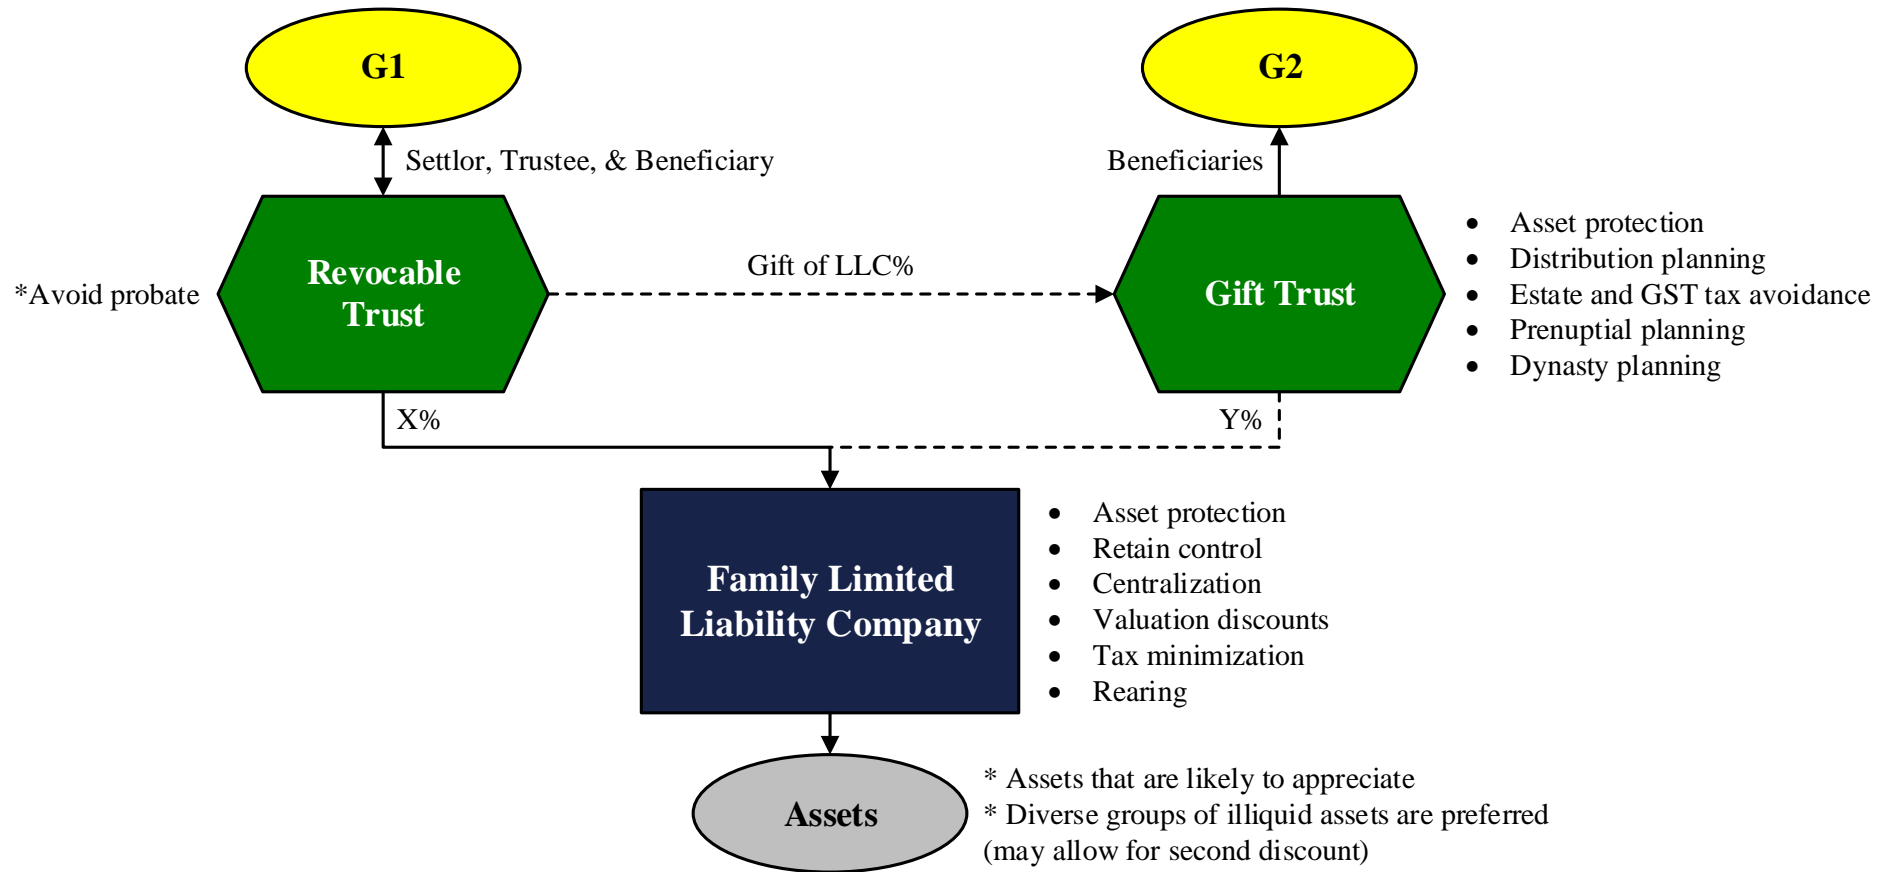 G1
G2
Settlor, Trustee, & Beneficiary
Beneficiaries
*Avoid probate
Revocable
Trust
Gift of LLC%
Gift Trust
• Asset protection
• Distribution planning
• Estate and GST tax avoidance
• Prenuptial planning
• Dynasty planning
X%
Y%
Family Limited
Liability Company
• Asset protection
• Retain control
• Centralization
• Valuation discounts
• Tax minimization
• Rearing
Assets
* Assets that are likely to appreciate
* Diverse groups of illiquid assets are preferred
(may allow for second discount)